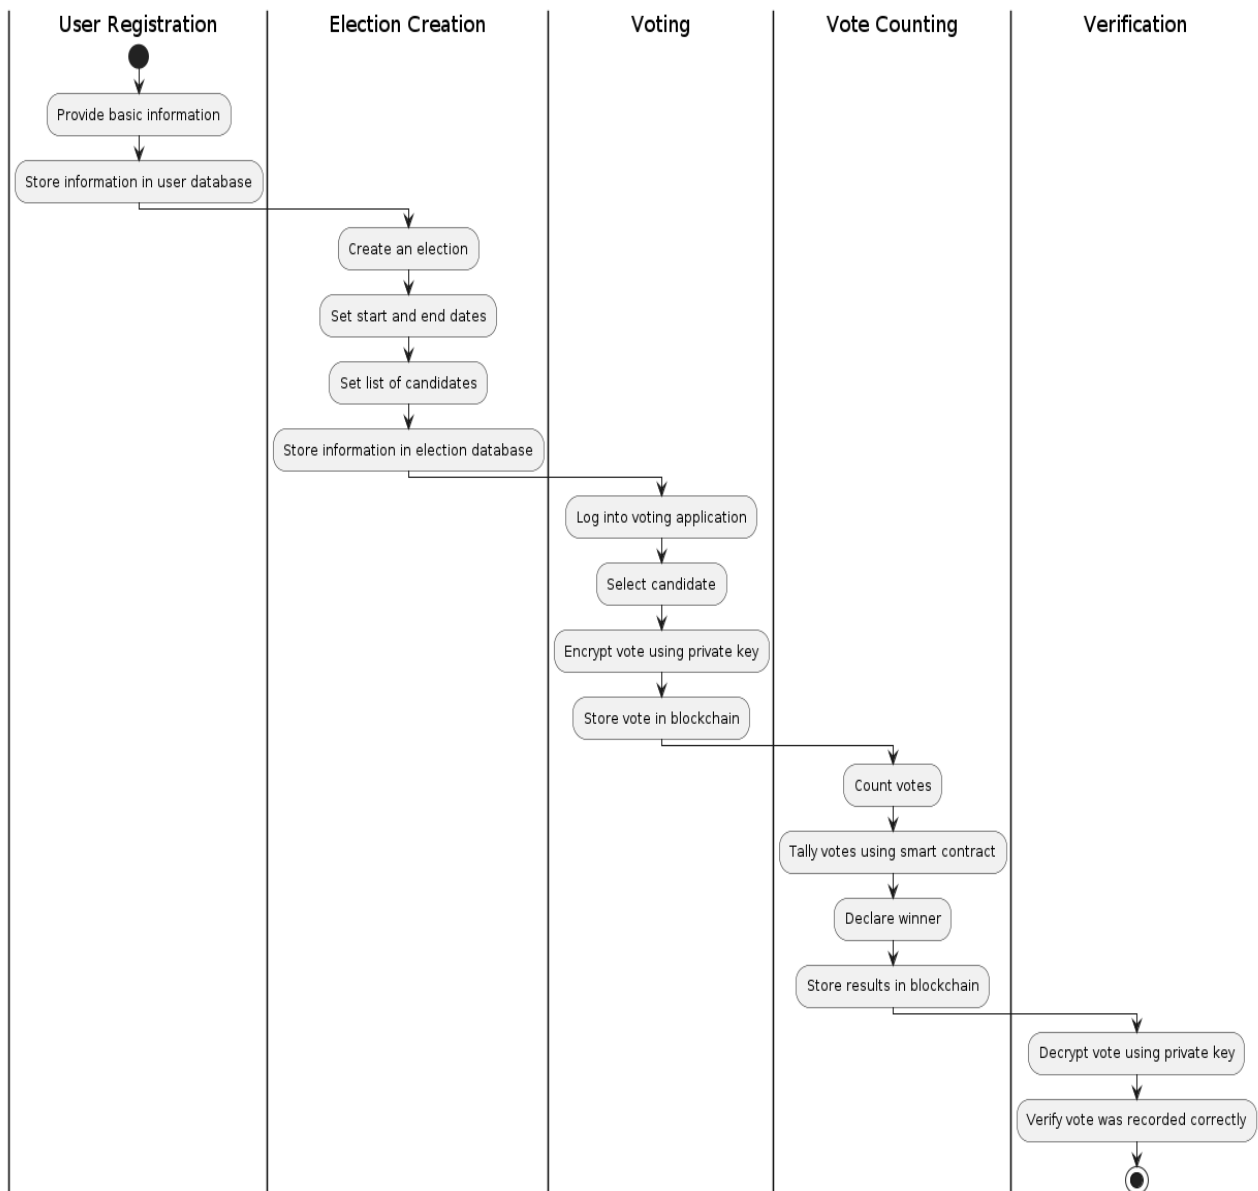 User Registration
Election Creation
Voting
Vote Counting
Verification
Provide basic information
Store information in user database
Create an election
Set start and end dates
Set list of candidates
Store information in election database
Log into voting application
Select candidate
Encrypt vote using private key
Store vote in blockchain
Count votes
Tally votes using smart contract
Declare winner
Store results in blockchain
Decrypt vote using private key
Verify vote was recorded correctly